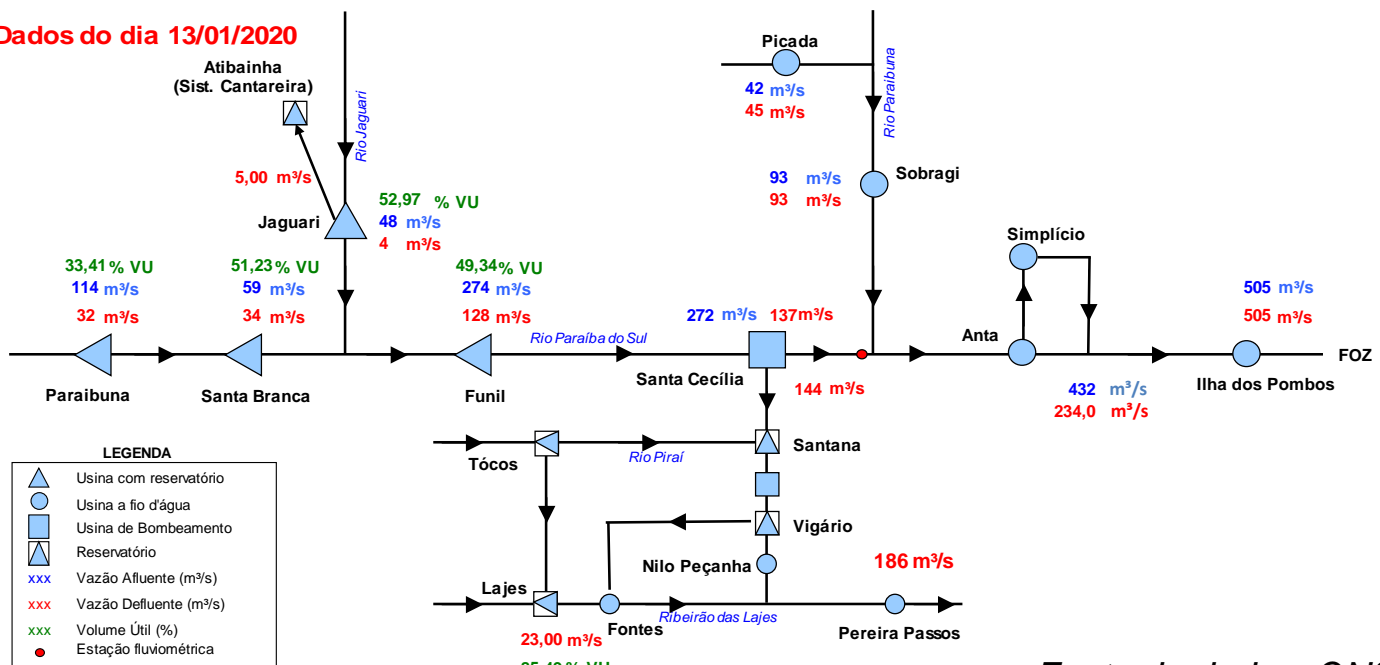 Dados do dia 13/01/2020
Atibainha
(Sist. Cantareira)
Rio Jaguari
5,00 m³/s
Jaguari
52,97 % VU
48 m³/s
4 m³/s
Picada
42 m³/s
45 m³/s
Rio Paraibuna
93 m³/s
93 m³/s
Sobragi
Simplício
33,41 % VU
114 m³/s
32 m³/s
Paraibuna
51,23 % VU
59 m³/s
34 m³/s
Santa Branca
49,34 % VU
274 m³/s
128 m³/s
Funil
Rio Paraíba do Sul
272 m³/s 137 m³/s
Santa Cecília
144 m³/s
Anta
432 m³/s
234,0 m³/s
505 m³/s
505 m³/s
Ilha dos Pombos
FOZ
Tócos
Rio Piraí
Santana
Vigário
Nilo Peçanha
186 m³/s
Lajes
Fontes
Ribeirão das Lajes
Pereira Passos
23,00 m³/s
LEGENDA
Usina com reservatório
Usina a fio d'água
Usina de Bombeamento
Reservatório
xxx Vazão Afluente (m³/s)
xxx Vazão Defluente (m³/s)
xxx Volume Útil (%)
Estação fluviométrica